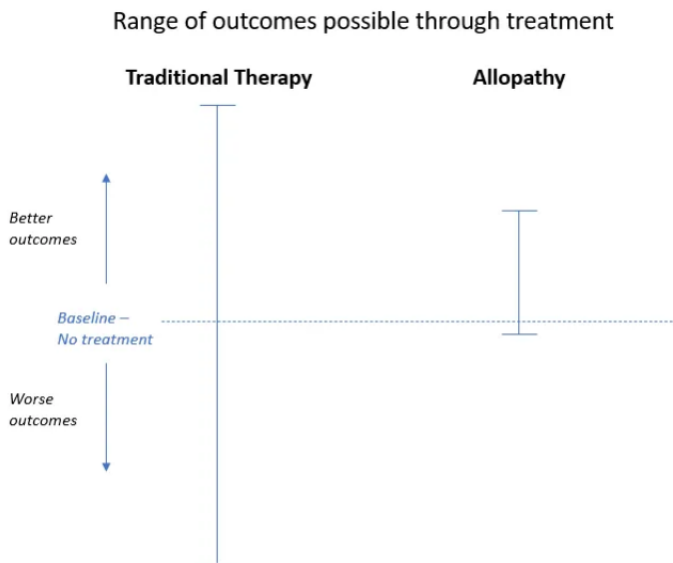 Range of outcomes possible through treatment
Traditional Therapy
Allopathy
Better
outcomes
Baseline –
No treatment
Worse
outcomes